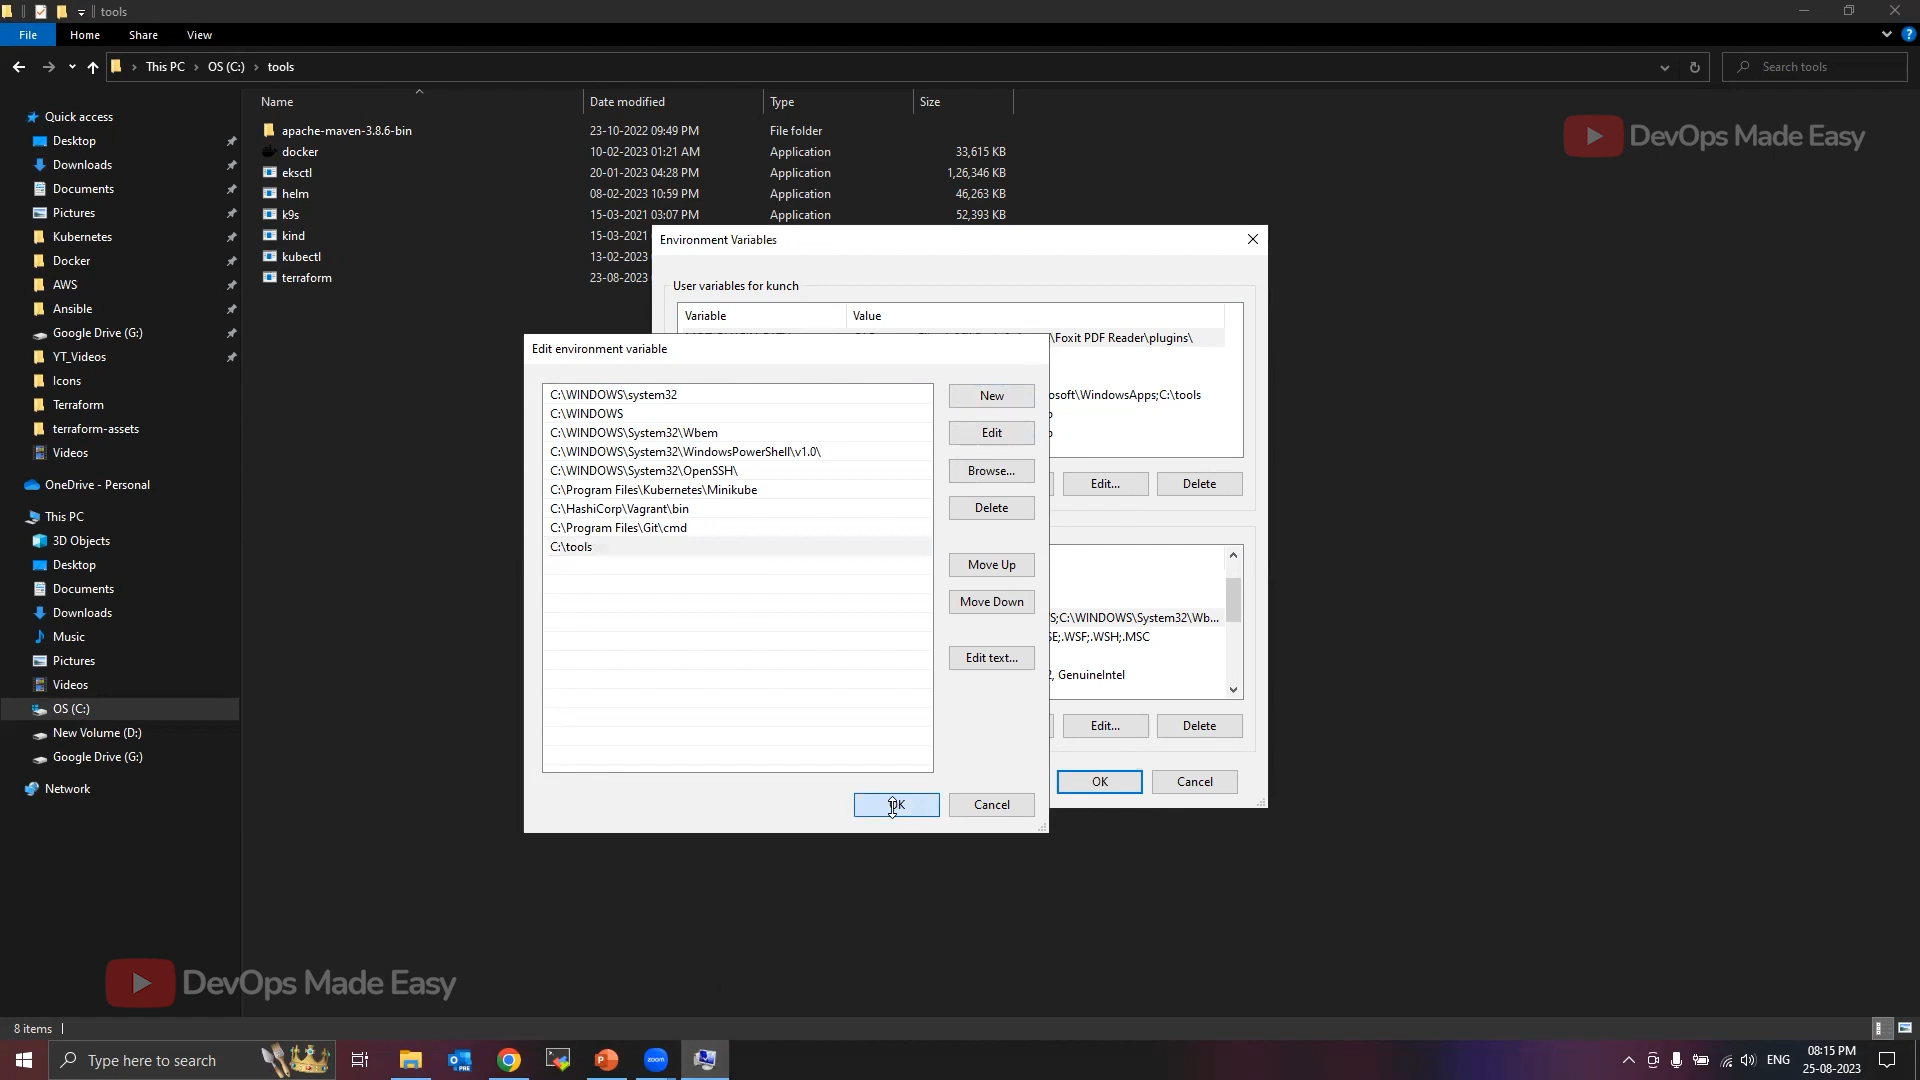 tools
File Home Share View
This PC OS (C:) tools
Search tools
Name Date modified Type Size
apache-maven-3.8.6-bin 23-10-2022 09:49 PM File folder
docker 10-02-2023 01:21 AM Application 33,615 KB
eksctl 20-01-2023 04:28 PM Application 1,26,346 KB
helm 08-02-2023 10:59 PM Application 46,263 KB
k9s 15-03-2021 03:07 PM Application 52,393 KB
kind 15-03-2021
kubectl 13-02-2023
terraform 23-08-2023
DevOps Made Easy
Quick access
Desktop
Downloads
Documents
Pictures
Kubernetes
Docker
AWS
Ansible
Google Drive (G:)
YT_Videos
Icons
Terraform
terraform-assets
Videos
OneDrive - Personal
This PC
3D Objects
Desktop
Documents
Downloads
Music
Pictures
Videos
OS (C:)
New Volume (D:)
Google Drive (G:)
Network
Environment Variables
User variables for kunch
Variable Value
\Foxit PDF Reader\plugins\
osoft\WindowsApps;C:\tools
Edit... Delete
S;C:\WINDOWS\System32\Wb...
SE;.WSF;.WSH;.MSC
2, GenuineIntel
Edit... Delete
OK Cancel
Edit environment variable
C:\WINDOWS\system32
C:\WINDOWS
C:\WINDOWS\System32\Wbem
C:\WINDOWS\System32\WindowsPowerShell\v1.0\
C:\WINDOWS\System32\OpenSSH\
C:\Program Files\Kubernetes\Minikube
C:\HashiCorp\Vagrant\bin
C:\Program Files\Git\cmd
C:\tools
New
Edit
Browse...
Delete
Move Up
Move Down
Edit text...
OK Cancel
DevOps Made Easy
8 items
Type here to search
PRE
zoom
ENG
08:15 PM
25-08-2023